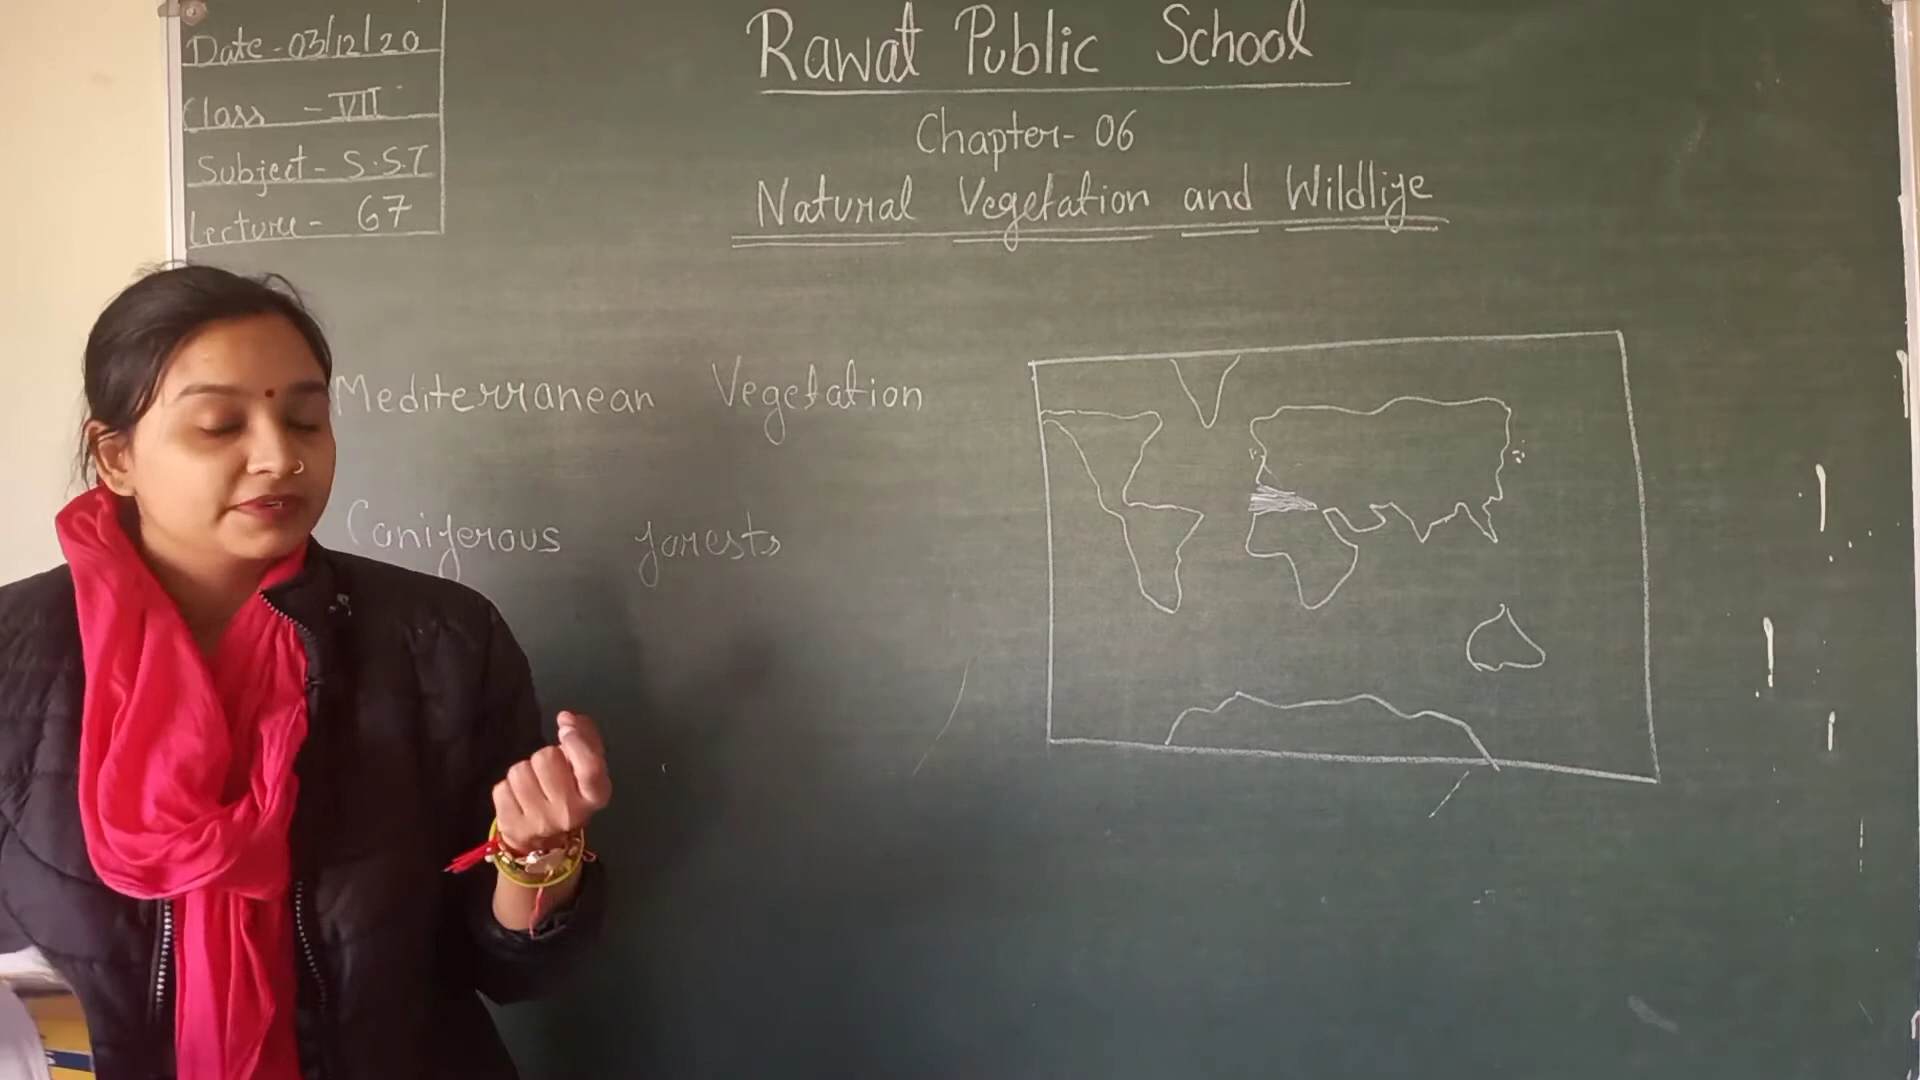 Date - 03/12/20
Class - VII
Subject - S.S.T
Lecture - 67
Rawat Public School
Chapter - 06
Natural Vegetation and Wildlife
Mediterranean Vegetation
Coniferous forests